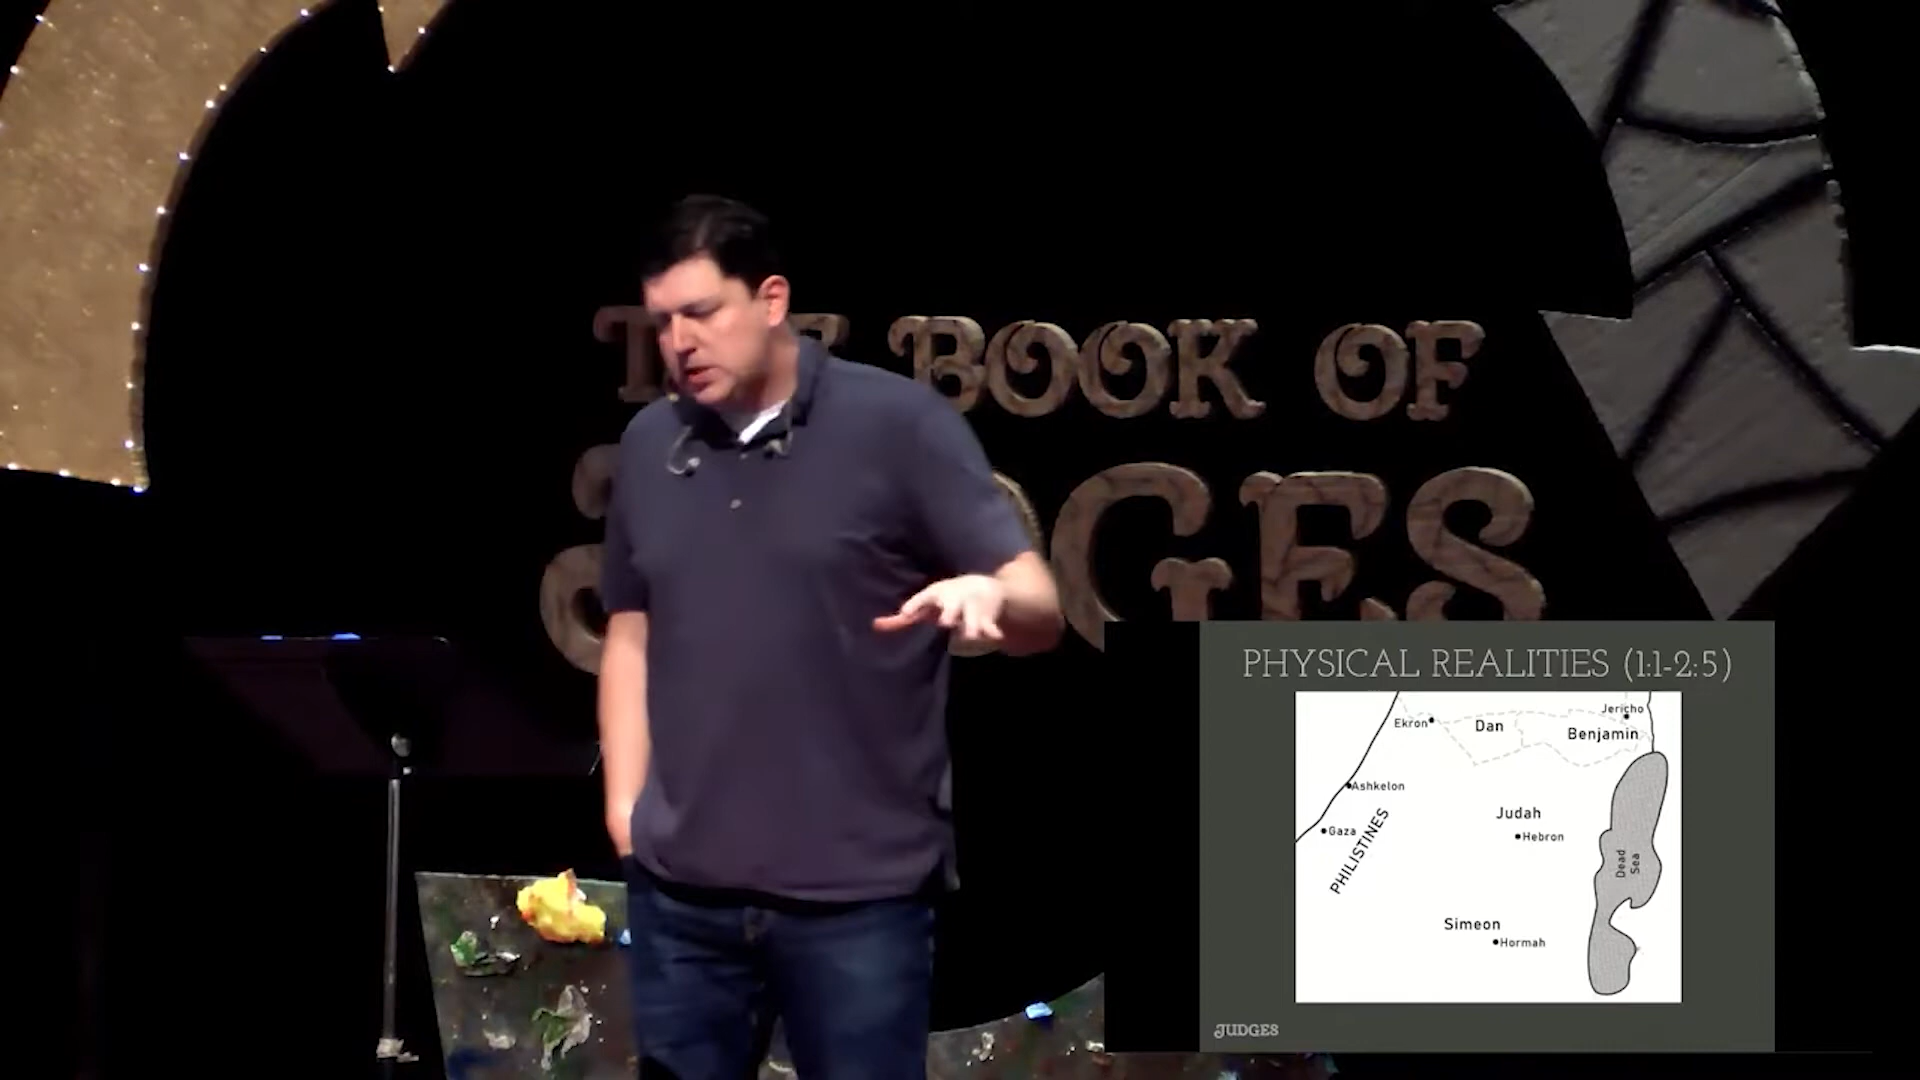 BOOK OF
PHYSICAL REALITIES (1:1-2:5)
Jericho
Ekron
Dan
Benjamin
Ashkelon
Judah
Gaza
Hebron
PHILISTINES
Dead
Sea
Simeon
Hormah
JUDGES